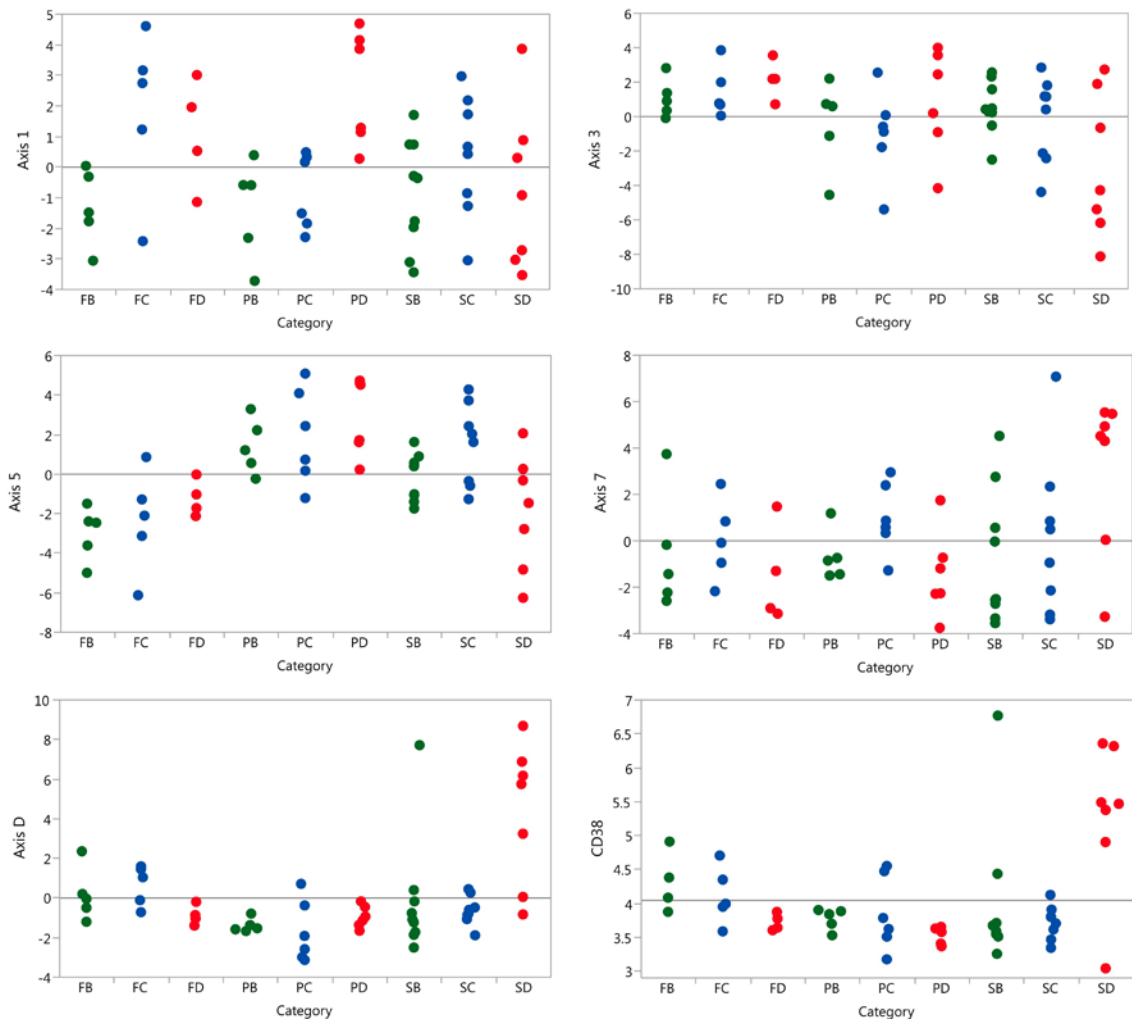 5
4
3
2
1
0
-1
-2
-3
-4
Axis 1
FB FC FD PB PC PD SB SC SD
Category
6
4
2
0
-2
-4
-6
-8
-10
Axis 3
FB FC FD PB PC PD SB SC SD
Category
6
4
2
0
-2
-4
-6
-8
Axis 5
FB FC FD PB PC PD SB SC SD
Category
8
6
4
2
0
-2
-4
Axis 7
FB FC FD PB PC PD SB SC SD
Category
10
8
6
4
2
0
-2
-4
Axis D
FB FC FD PB PC PD SB SC SD
Category
7
6.5
6
5.5
5
4.5
4
3.5
3
CD38
FB FC FD PB PC PD SB SC SD
Category